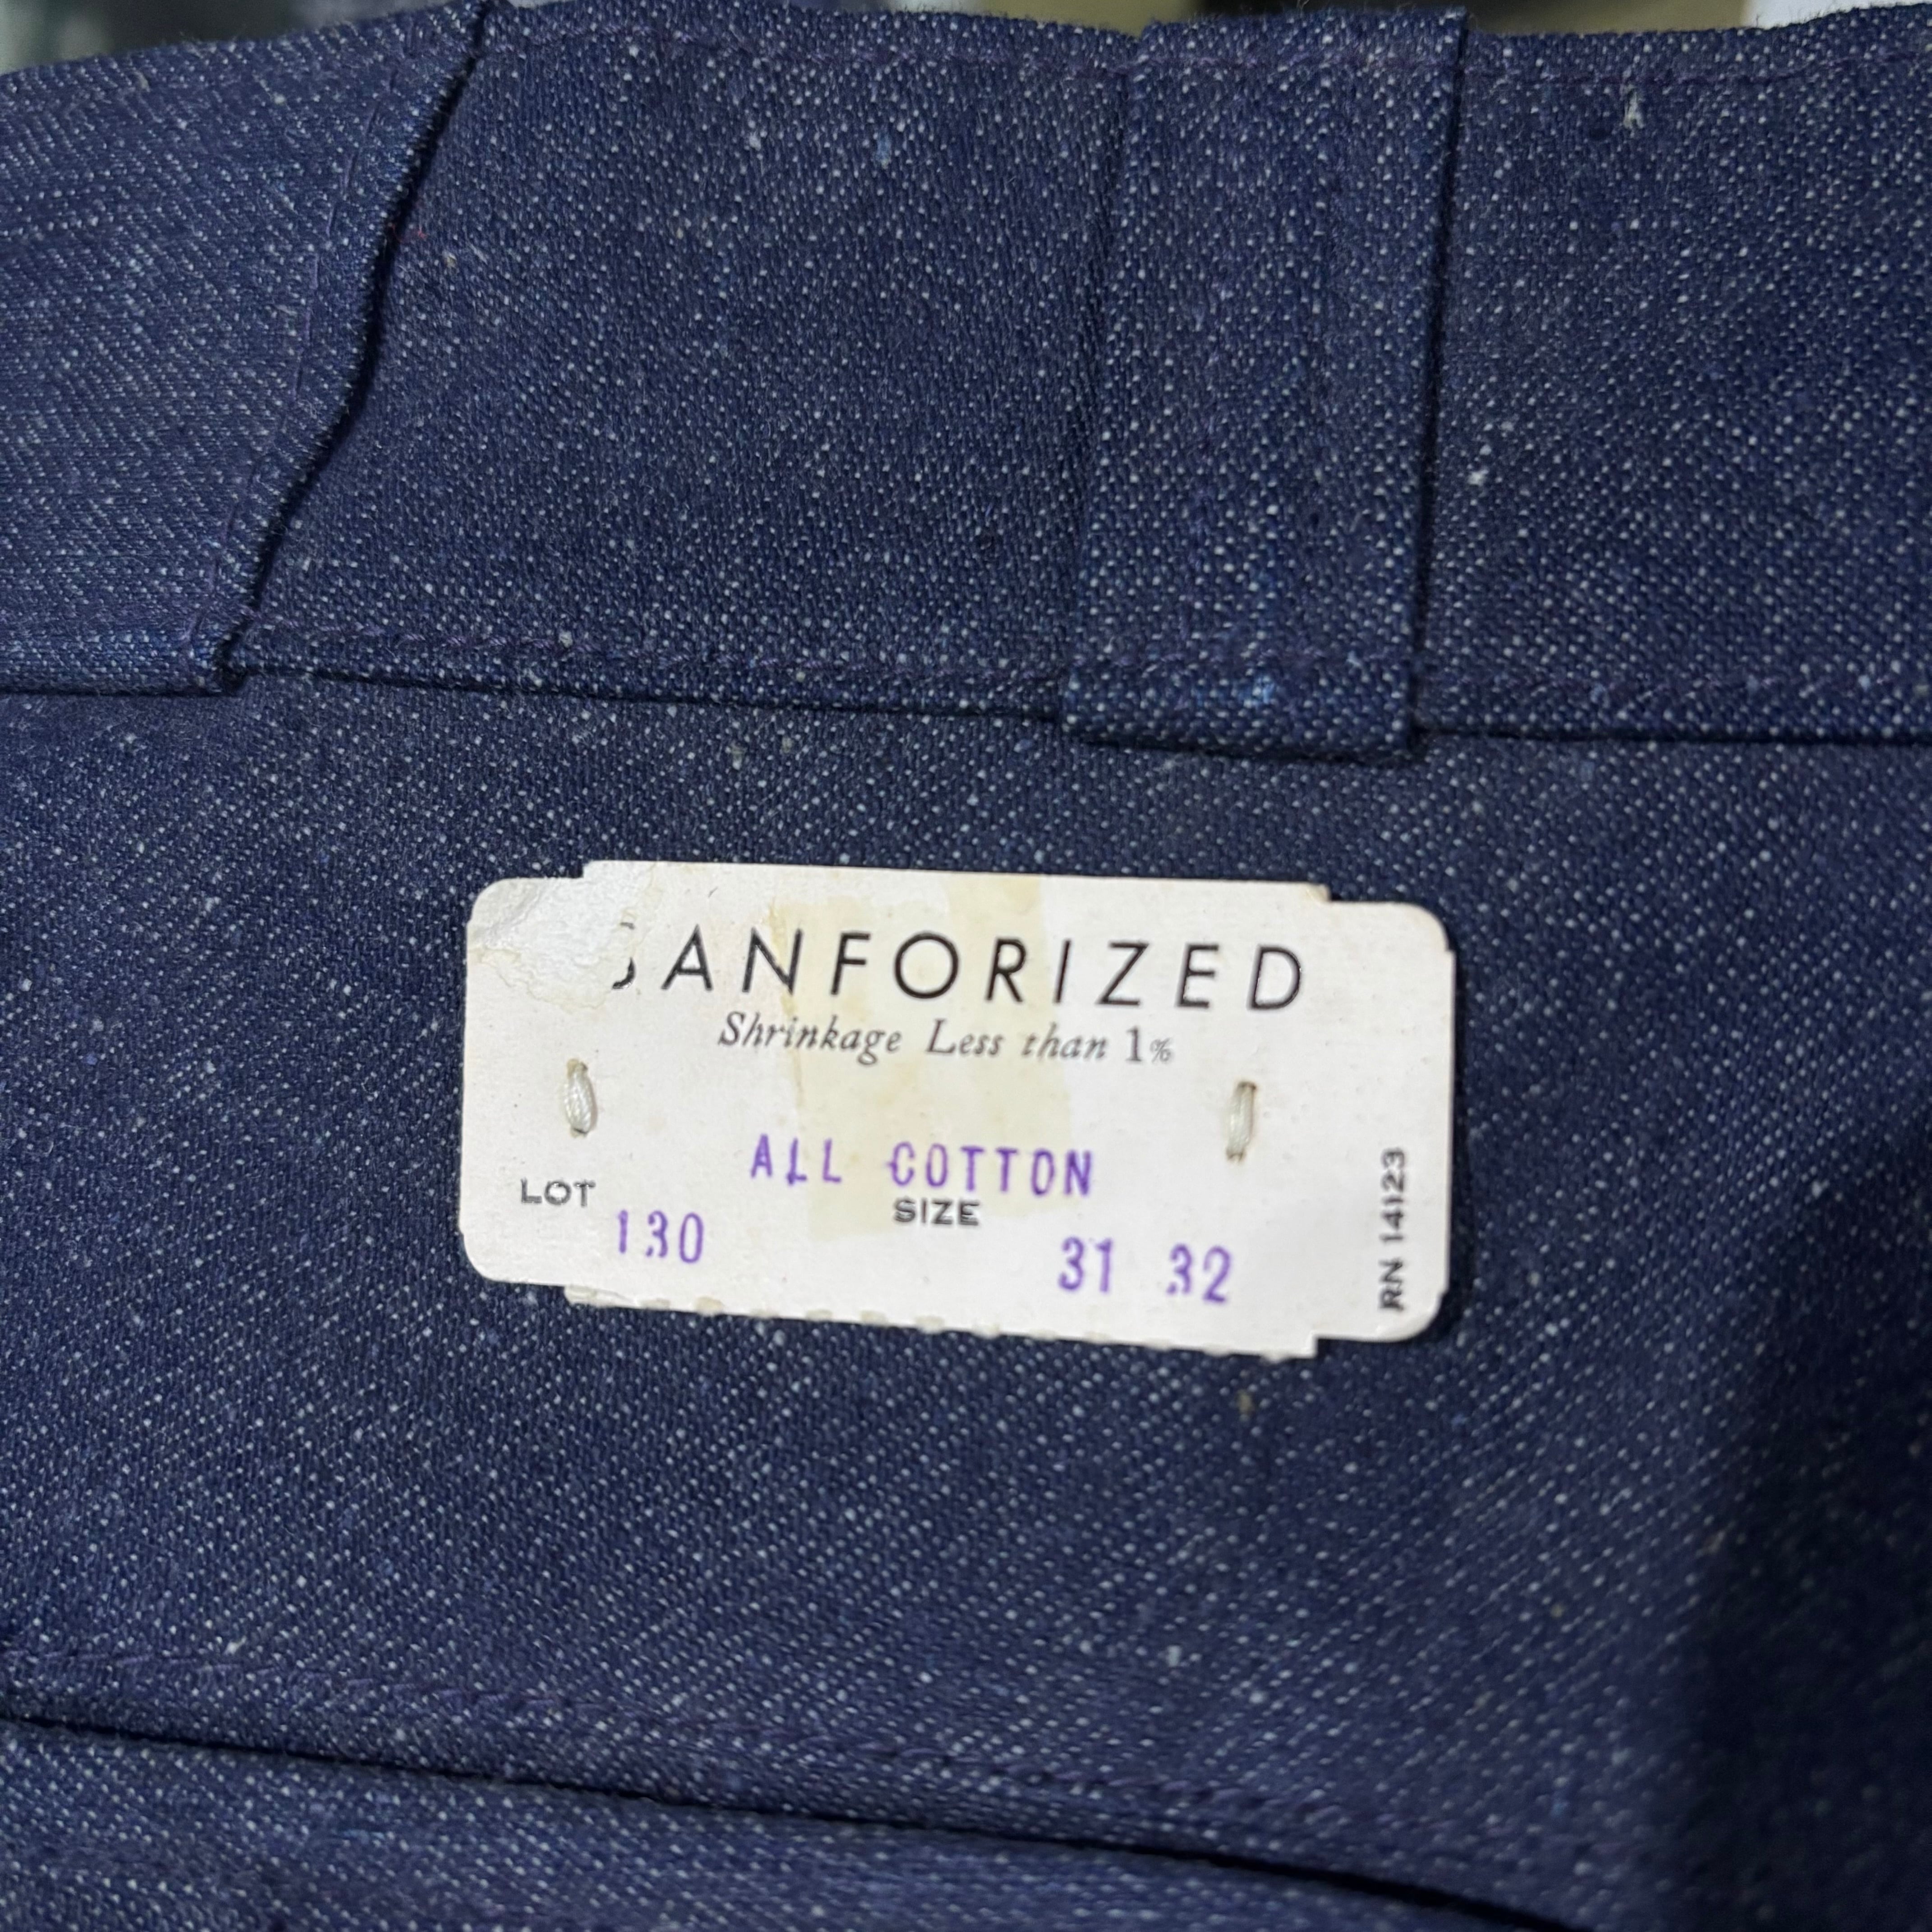 SANFORIZED
Shrinkage Less than 1%
ALL COTTON
LOT 130 SIZE 31 32
RN 14123